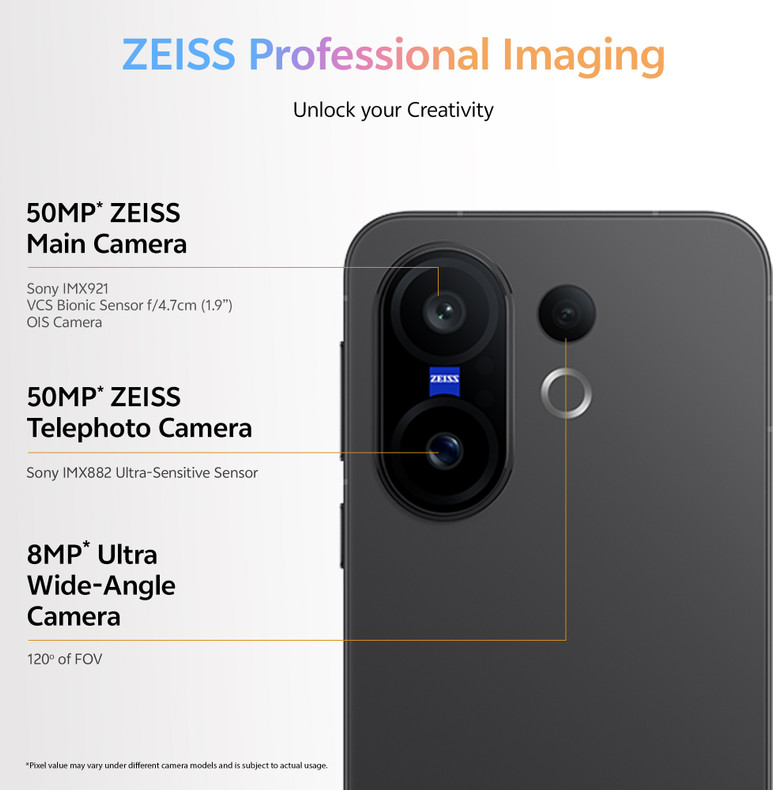 ZEISS Professional Imaging
Unlock your Creativity
50MP* ZEISS
Main Camera
Sony IMX921
VCS Bionic Sensor f/4.7cm (1.9”)
OIS Camera
ZEISS
50MP* ZEISS
Telephoto Camera
Sony IMX882 Ultra-Sensitive Sensor
8MP* Ultra
Wide-Angle
Camera
120º of FOV
*Pixel value may vary under different camera models and is subject to actual usage.